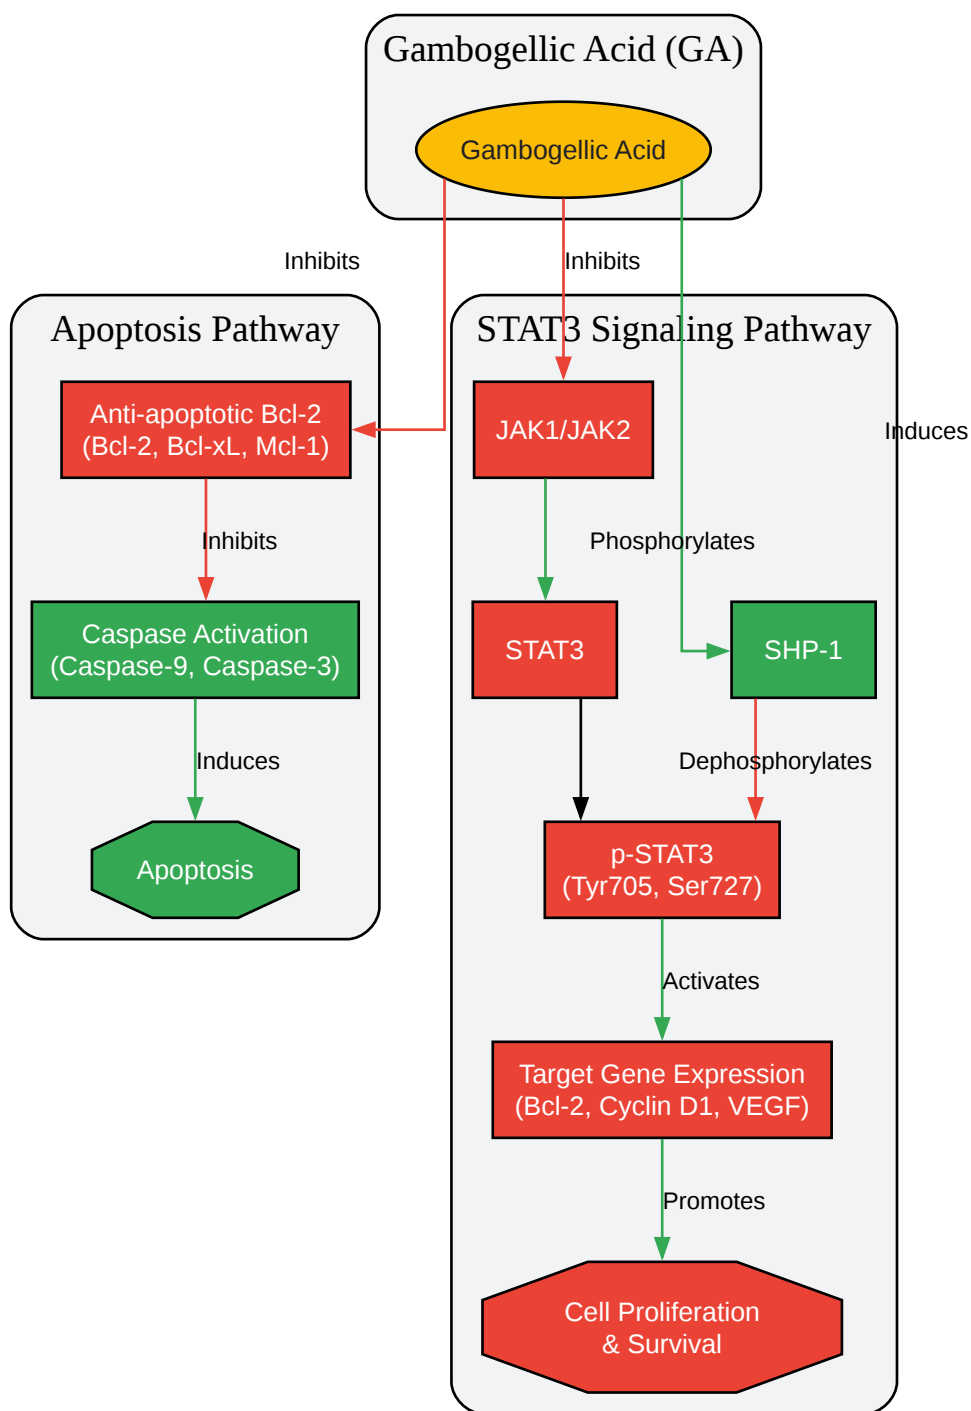 Gambogellic Acid (GA)
Gambogellic Acid
Inhibits
Inhibits
Apoptosis Pathway
STAT3 Signaling Pathway
Anti-apoptotic Bcl-2
(Bcl-2, Bcl-xL, Mcl-1)
JAK1/JAK2
Induces
Inhibits
Phosphorylates
Caspase Activation
(Caspase-9, Caspase-3)
STAT3
SHP-1
Induces
Dephosphorylates
Apoptosis
p-STAT3
(Tyr705, Ser727)
Activates
Target Gene Expression
(Bcl-2, Cyclin D1, VEGF)
Promotes
Cell Proliferation
& Survival